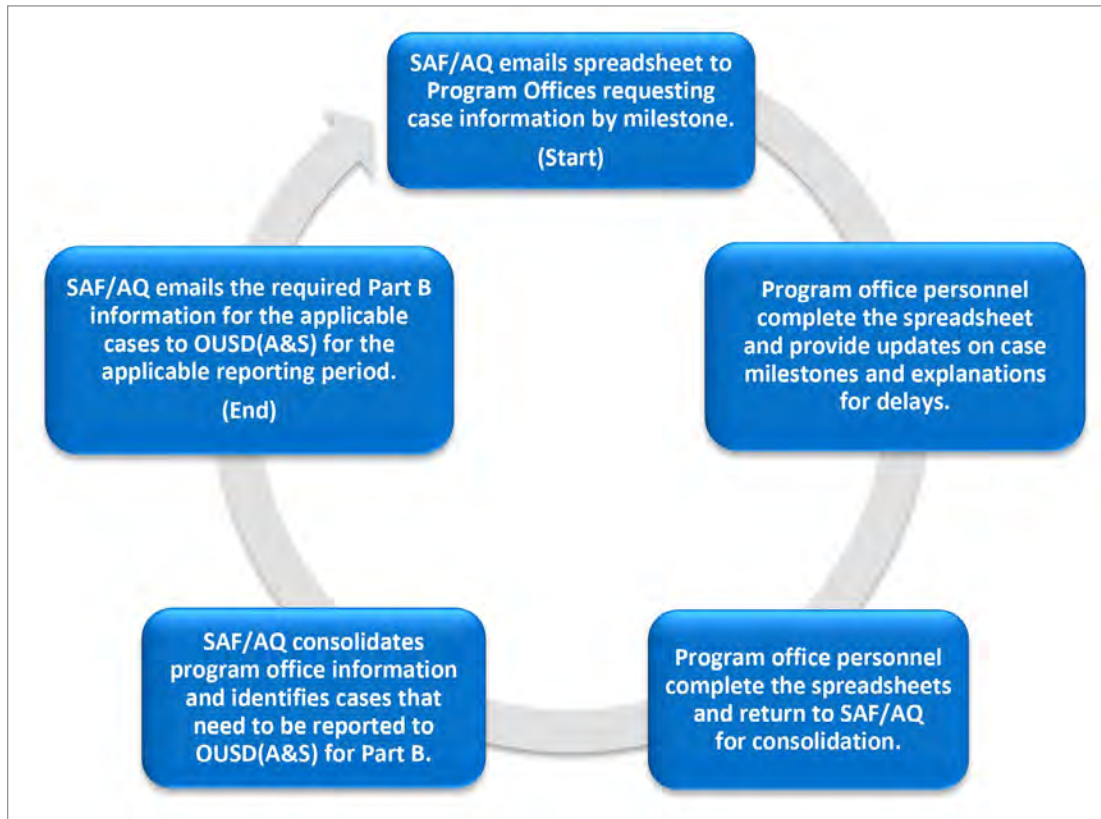 SAF/AQ emails spreadsheet to
Program Offices requesting
case information by milestone.
(Start)
Program office personnel
complete the spreadsheet
and provide updates on case
milestones and explanations
for delays.
Program office personnel
complete the spreadsheets
and return to SAF/AQ
for consolidation.
SAF/AQ consolidates
program office information
and identifies cases that
need to be reported to
OUSD(A&S) for Part B.
SAF/AQ emails the required Part B
information for the applicable
cases to OUSD(A&S) for the
applicable reporting period.
(End)